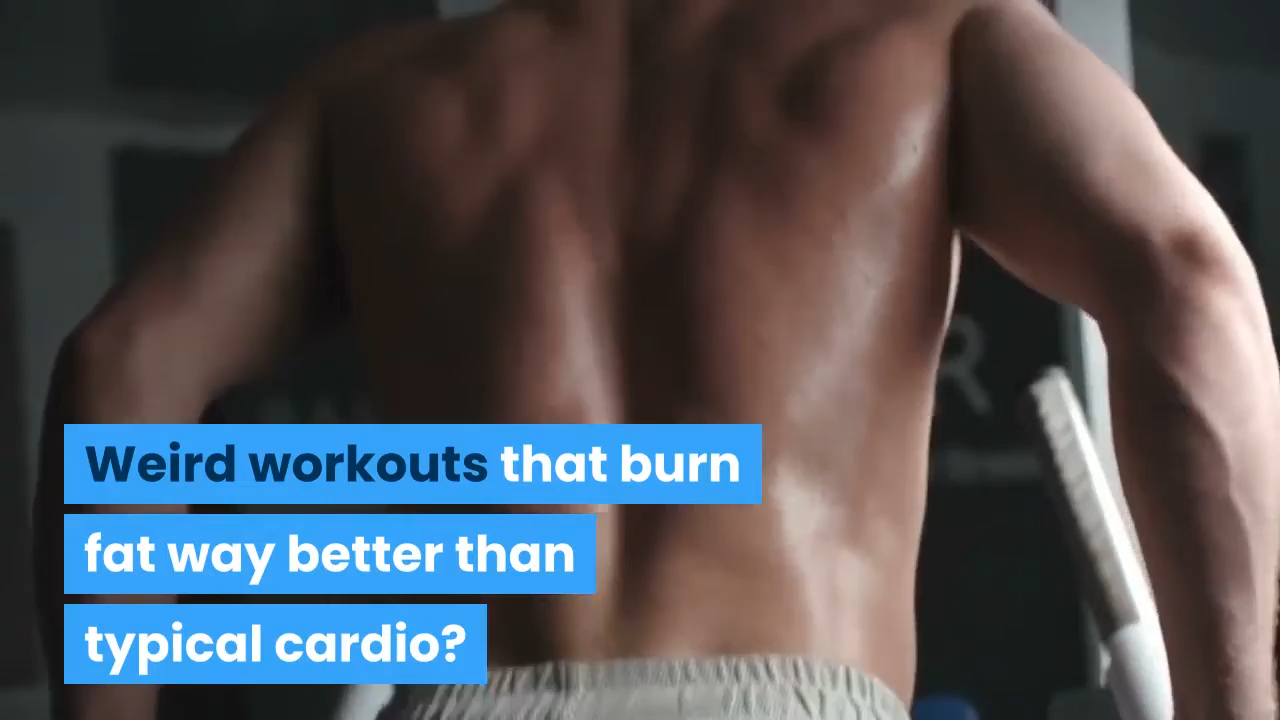 Weird workouts that burn
fat way better than
typical cardio?